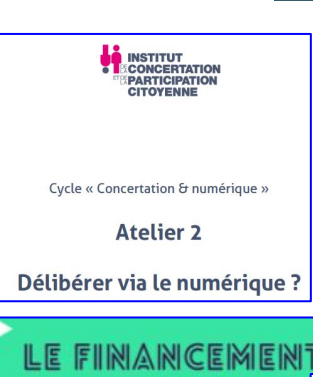 INSTITUT
DE LA CONCERTATION
ET DE LA PARTICIPATION
CITOYENNE
Cycle « Concertation & numérique »
Atelier 2
Délibérer via le numérique ?
LE FINANCEMENT